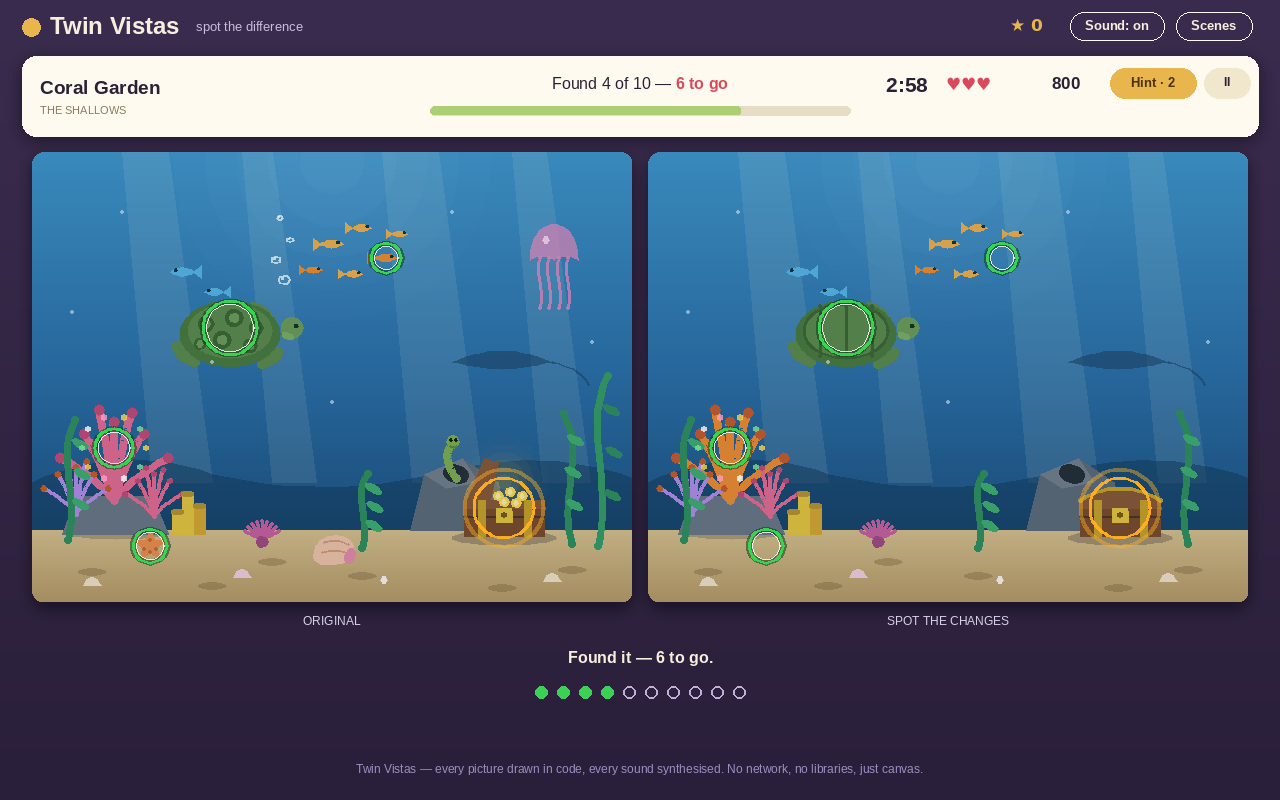 Twin Vistas
spot the difference
★ 0
Sound: on
Scenes
Coral Garden
THE SHALLOWS
Found 4 of 10 — 6 to go
2:58
♥♥♥
800
Hint · 2
II
ORIGINAL
SPOT THE CHANGES
Found it — 6 to go.
Twin Vistas — every picture drawn in code, every sound synthesised. No network, no libraries, just canvas.